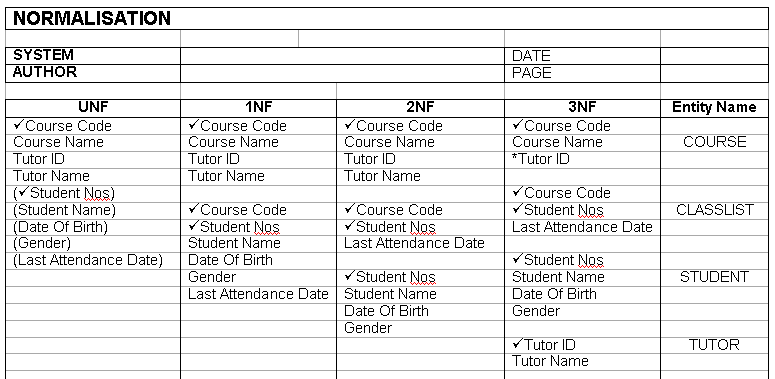 NORMALISATION
SYSTEM DATE
AUTHOR PAGE
UNF 1NF 2NF 3NF Entity Name
✓Course Code ✓Course Code ✓Course Code ✓Course Code
Course Name Course Name Course Name Course Name COURSE
Tutor ID Tutor ID Tutor ID *Tutor ID
Tutor Name Tutor Name Tutor Name
(✓Student Nos) ✓Course Code
(Student Name) ✓Course Code ✓Course Code ✓Student Nos CLASSLIST
(Date Of Birth) ✓Student Nos ✓Student Nos Last Attendance Date
(Gender) Student Name Last Attendance Date
(Last Attendance Date) Date Of Birth ✓Student Nos
Gender ✓Student Nos Student Name STUDENT
Last Attendance Date Student Name Date Of Birth
Date Of Birth Gender
Gender
✓Tutor ID TUTOR
Tutor Name